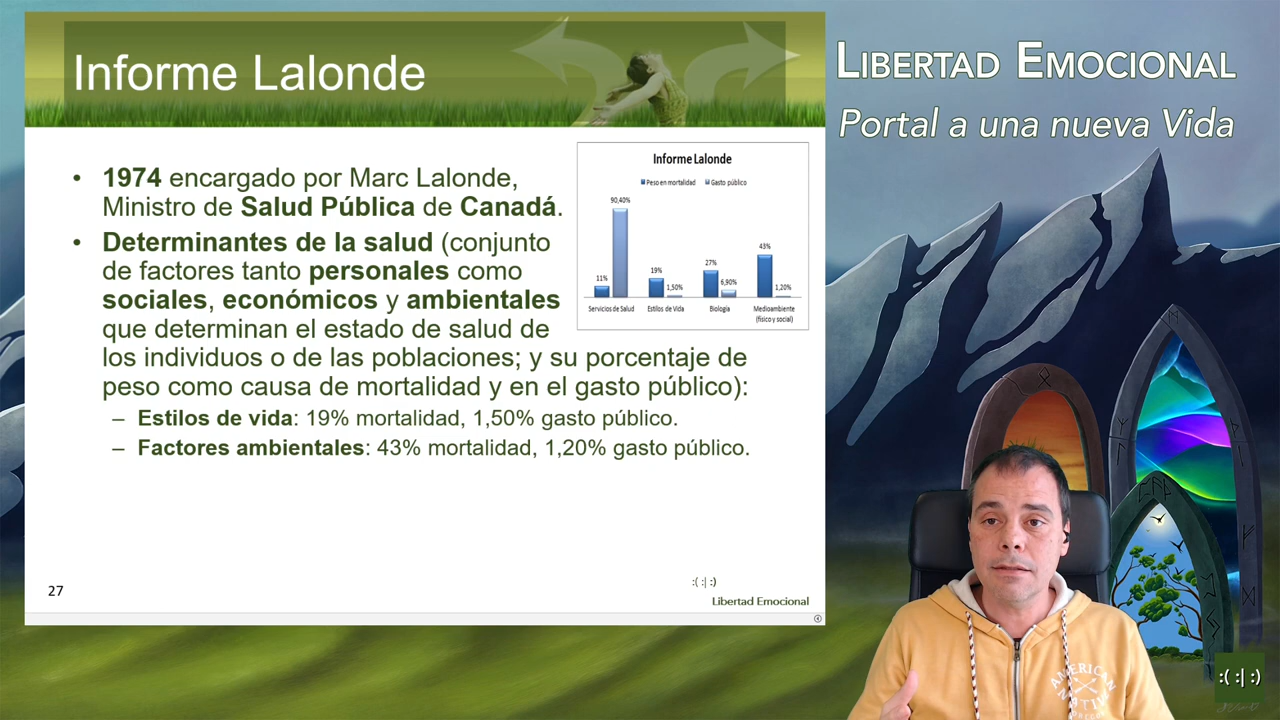 Informe Lalonde
• 1974 encargado por Marc Lalonde,
Ministro de Salud Pública de Canadá.
• Determinantes de la salud (conjunto
de factores tanto personales como
sociales, económicos y ambientales
que determinan el estado de salud de
los individuos o de las poblaciones; y su porcentaje de
peso como causa de mortalidad y en el gasto público):
– Estilos de vida: 19% mortalidad, 1,50% gasto público.
– Factores ambientales: 43% mortalidad, 1,20% gasto público.
Informe Lalonde
Peso en mortalidad Gasto público
90,40%
11%
19%
1,50%
27%
6,90%
43%
1,20%
Servicios de Salud Estilos de Vida Biología Medioambiente
(físico y social)
27
:( :| :)
Libertad Emocional
LIBERTAD EMOCIONAL
Portal a una nueva Vida
AMERICAN
NATIVE
:( :| :)